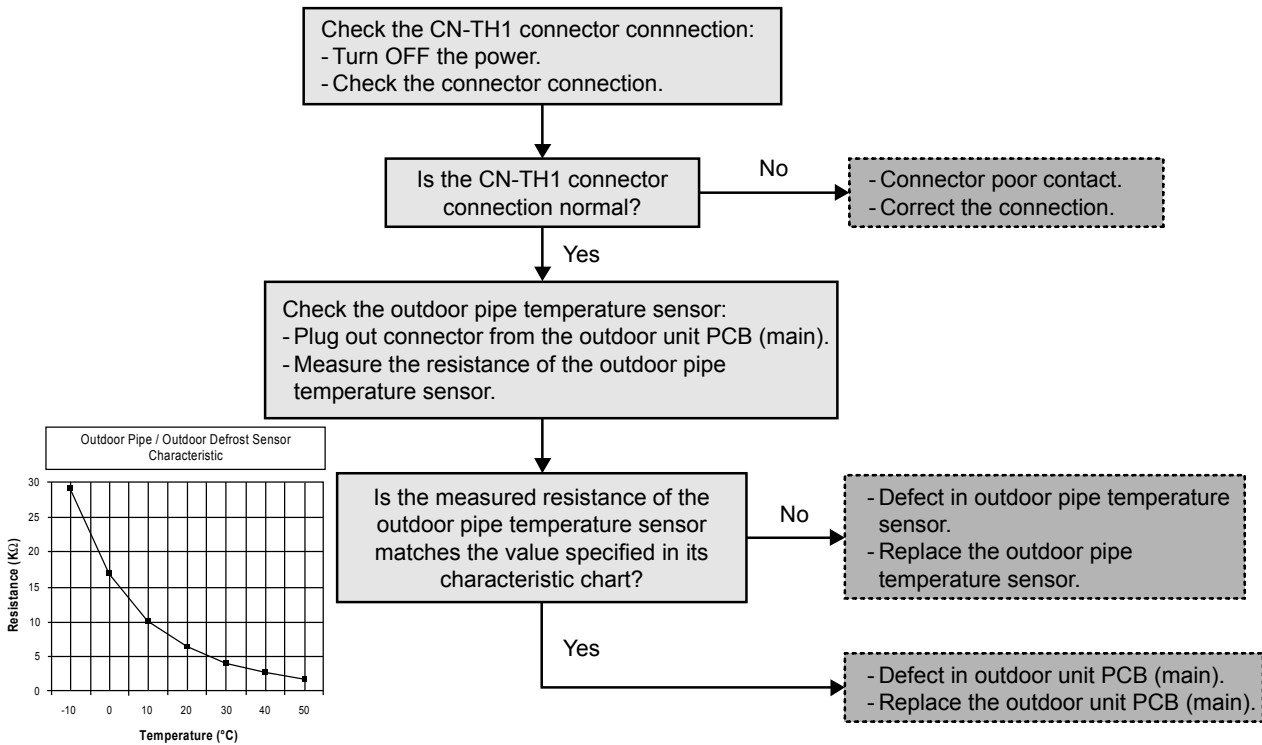 Check the CN-TH1 connector connnection:
- Turn OFF the power.
- Check the connector connection.
Is the CN-TH1 connector
connection normal?
No
- Connector poor contact.
- Correct the connection.
Yes
Check the outdoor pipe temperature sensor:
- Plug out connector from the outdoor unit PCB (main).
- Measure the resistance of the outdoor pipe
temperature sensor.
Outdoor Pipe / Outdoor Defrost Sensor
Characteristic
30
25
20
15
10
5
0
Resistance (KΩ)
-10 0 10 20 30 40 50
Temperature (°C)
Is the measured resistance of the
outdoor pipe temperature sensor
matches the value specified in its
characteristic chart?
No
- Defect in outdoor pipe temperature
sensor.
- Replace the outdoor pipe
temperature sensor.
Yes
- Defect in outdoor unit PCB (main).
- Replace the outdoor unit PCB (main).